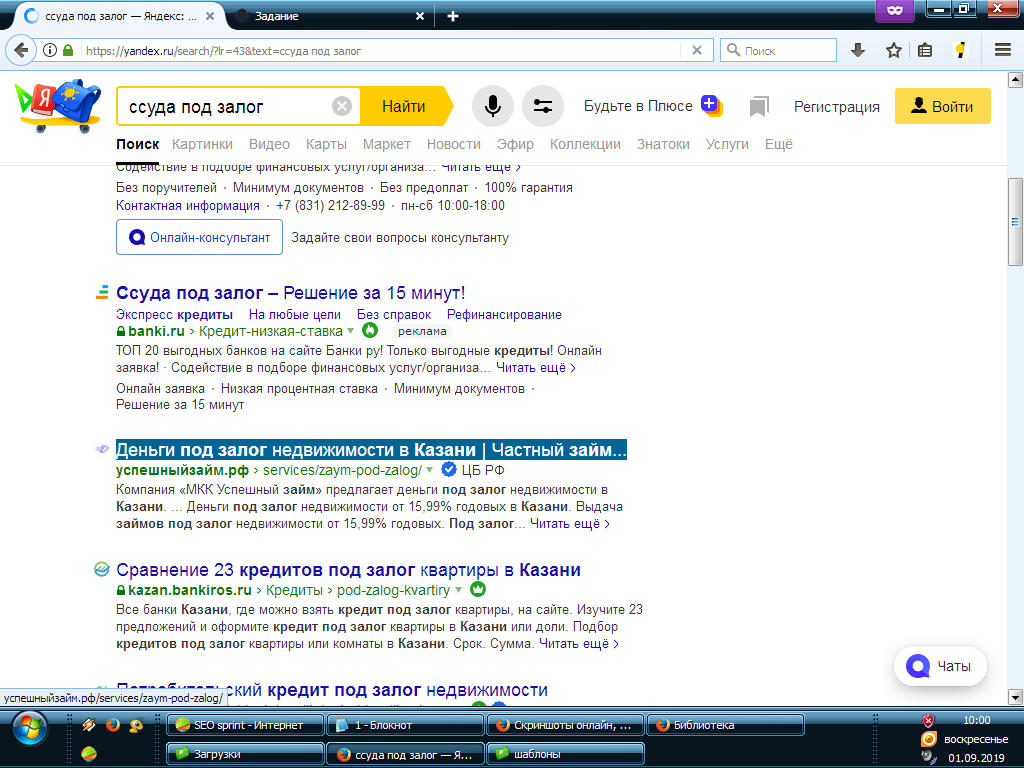 ссуда под залог — Яндекс: ...
Задание
https://yandex.ru/search/?lr=43&text=ссуда под залог
Поиск
Я
ссуда под залог
Найти
Будьте в Плюсе
Регистрация
Войти
Поиск Картинки Видео Карты Маркет Новости Эфир Коллекции Знатоки Услуги Ещё
Содействие в подборе финансовых услуг/организа... Читать ещё >
Без поручителей · Минимум документов · Без предоплат · 100% гарантия
Контактная информация · +7 (831) 212-89-99 · пн-сб 10:00-18:00
Онлайн-консультант
Задайте свои вопросы консультанту
Ссуда под залог – Решение за 15 минут!
Экспресс кредиты На любые цели Без справок Рефинансирование
banki.ru > Кредит-низкая-ставка реклама
ТОП 20 выгодных банков на сайте Банки ру! Только выгодные кредиты! Онлайн
заявка! · Содействие в подборе финансовых услуг/организа... Читать ещё >
Онлайн заявка · Низкая процентная ставка · Минимум документов ·
Решение за 15 минут
Деньги под залог недвижимости в Казани | Частный займ...
успешныйзайм.рф > services/zaym-pod-zalog/ ЦБ РФ
Компания «МКК Успешный займ» предлагает деньги под залог недвижимости в
Казани. ... Деньги под залог недвижимости от 15,99% годовых в Казани. Выдача
займов под залог недвижимости от 15,99% годовых. Под залог... Читать ещё >
Сравнение 23 кредитов под залог квартиры в Казани
kazan.bankiros.ru > Кредиты > pod-zalog-kvartiry
Все банки Казани, где можно взять кредит под залог квартиры, на сайте. Изучите 23
предложений и оформите кредит под залог квартиры в Казани или доли. Подбор
кредитов под залог квартиры или комнаты в Казани. Срок. Сумма. Читать ещё >
Чаты
Потребительский кредит под залог недвижимости
успешныйзайм.рф/services/zaym-pod-zalog/
SEO sprint - Интернет
1 - Блокнот
Скриншоты онлайн, ...
Библиотека
10:00
воскресенье
01.09.2019
Загрузки
ссуда под залог — Я...
шаблоны